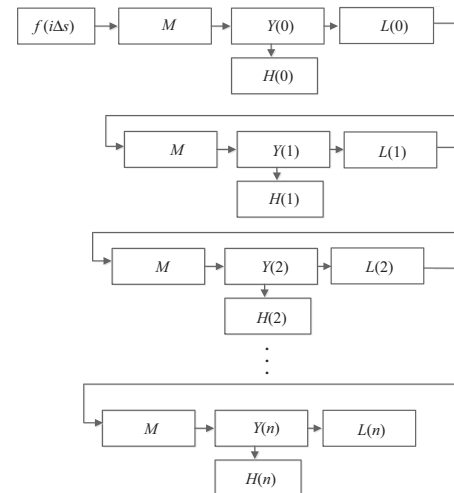 f(iΔs) M Y(0) L(0)
H(0)
M Y(1) L(1)
H(1)
M Y(2) L(2)
H(2)
⋮
M Y(n) L(n)
H(n)